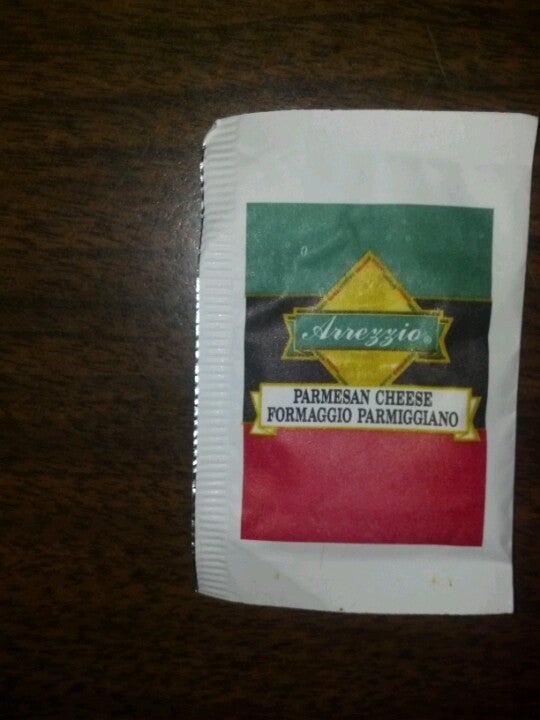 Arrezzio
PARMESAN CHEESE
FORMAGGIO PARMIGGIANO